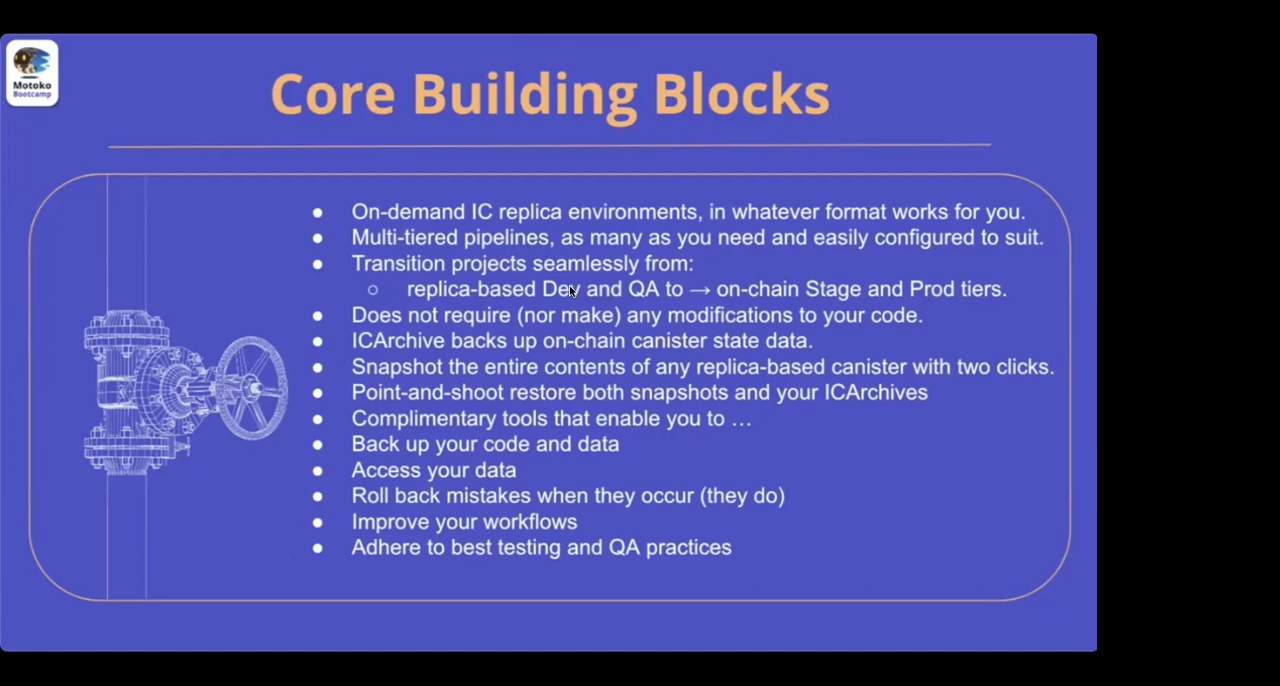 Motoko
Bootcamp
Core Building Blocks
● On-demand IC replica environments, in whatever format works for you.
● Multi-tiered pipelines, as many as you need and easily configured to suit.
● Transition projects seamlessly from:
○ replica-based Dev and QA to → on-chain Stage and Prod tiers.
● Does not require (nor make) any modifications to your code.
● ICArchive backs up on-chain canister state data.
● Snapshot the entire contents of any replica-based canister with two clicks.
● Point-and-shoot restore both snapshots and your ICArchives
● Complimentary tools that enable you to …
● Back up your code and data
● Access your data
● Roll back mistakes when they occur (they do)
● Improve your workflows
● Adhere to best testing and QA practices